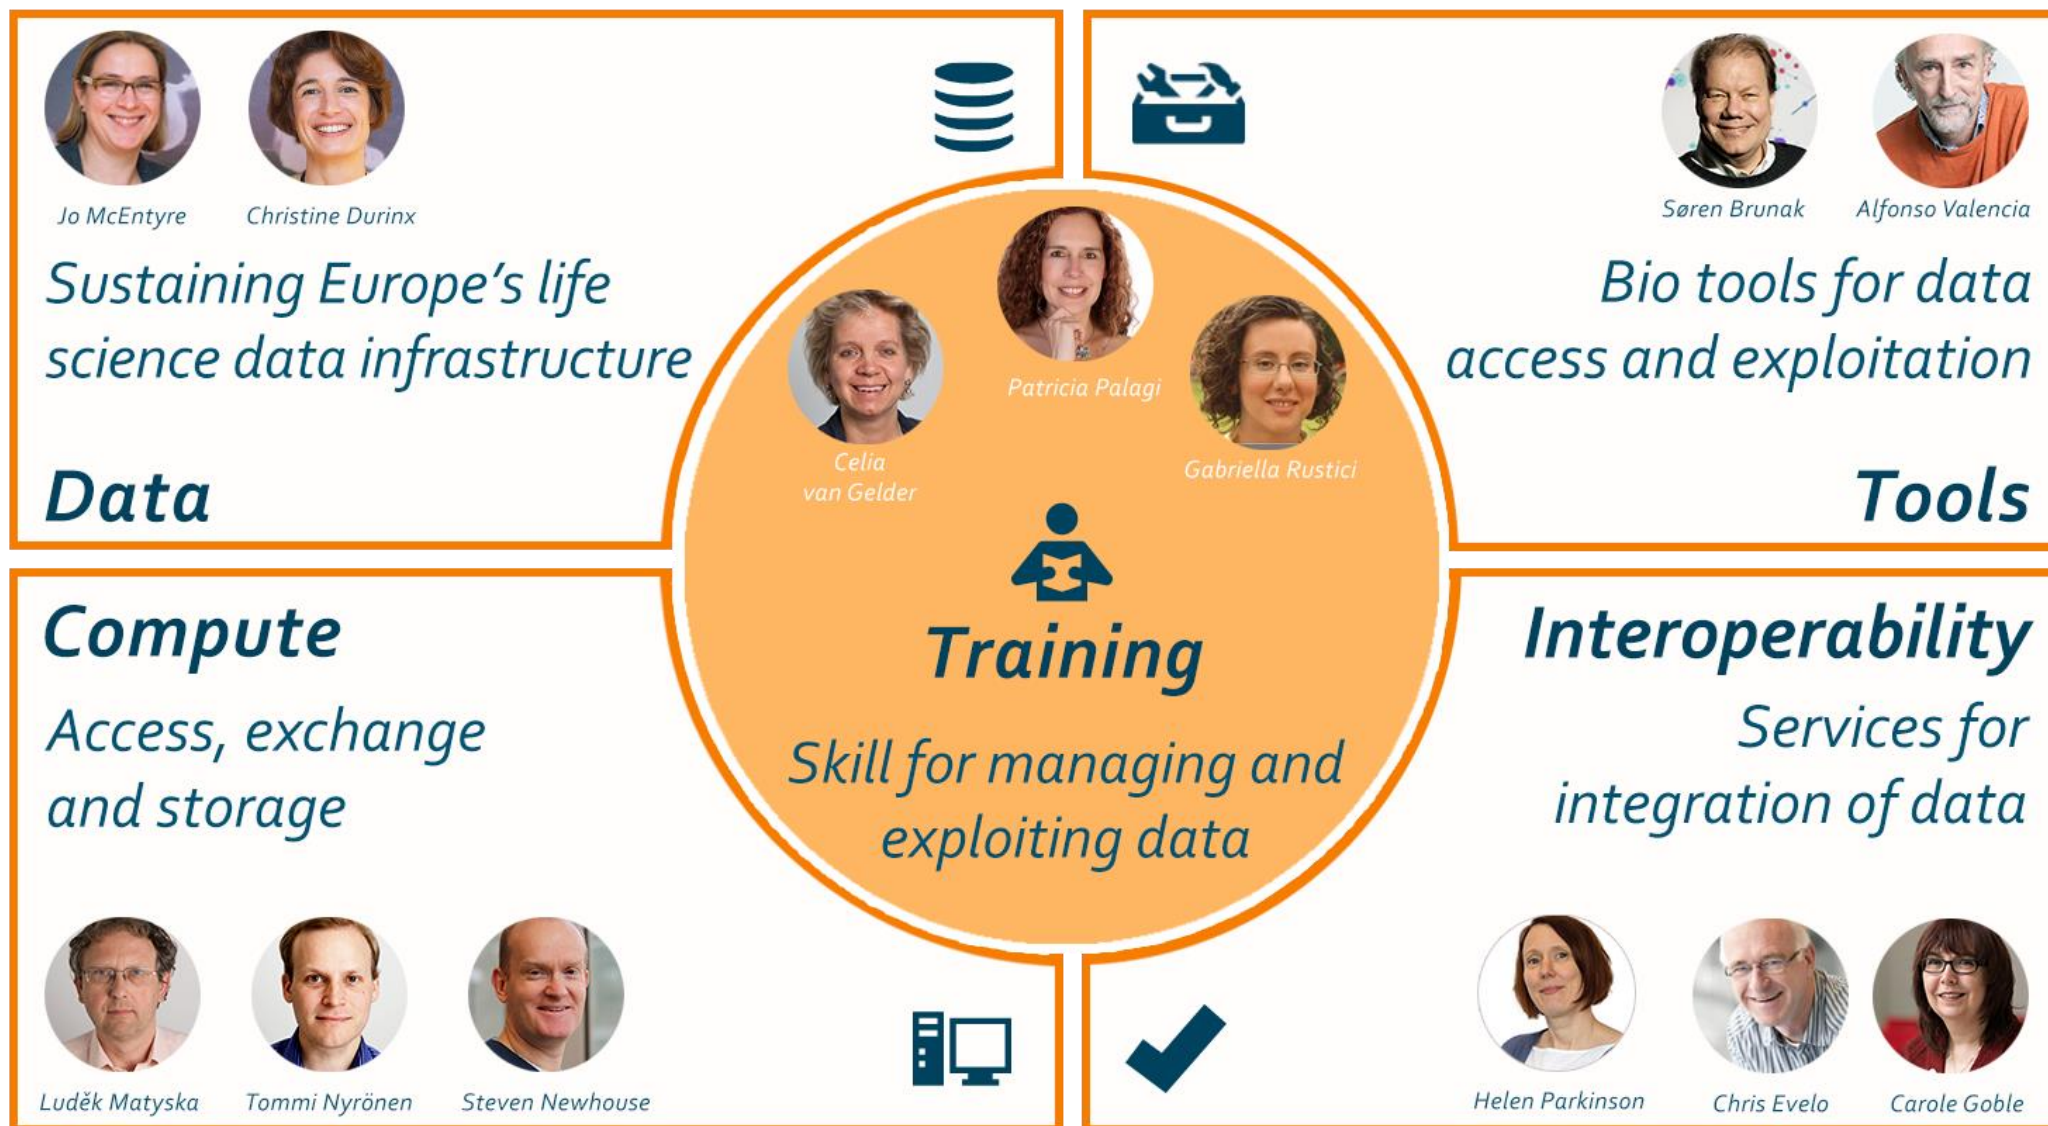 Jo McEntyre
Christine Durinx
Sustaining Europe's life
science data infrastructure
Data
Søren Brunak
Alfonso Valencia
Bio tools for data
access and exploitation
Tools
Patricia Palagi
Celia
van Gelder
Gabriella Rustici
Training
Skill for managing and
exploiting data
Compute
Access, exchange
and storage
Luděk Matyska
Tommi Nyrönen
Steven Newhouse
Interoperability
Services for
integration of data
Helen Parkinson
Chris Evelo
Carole Goble